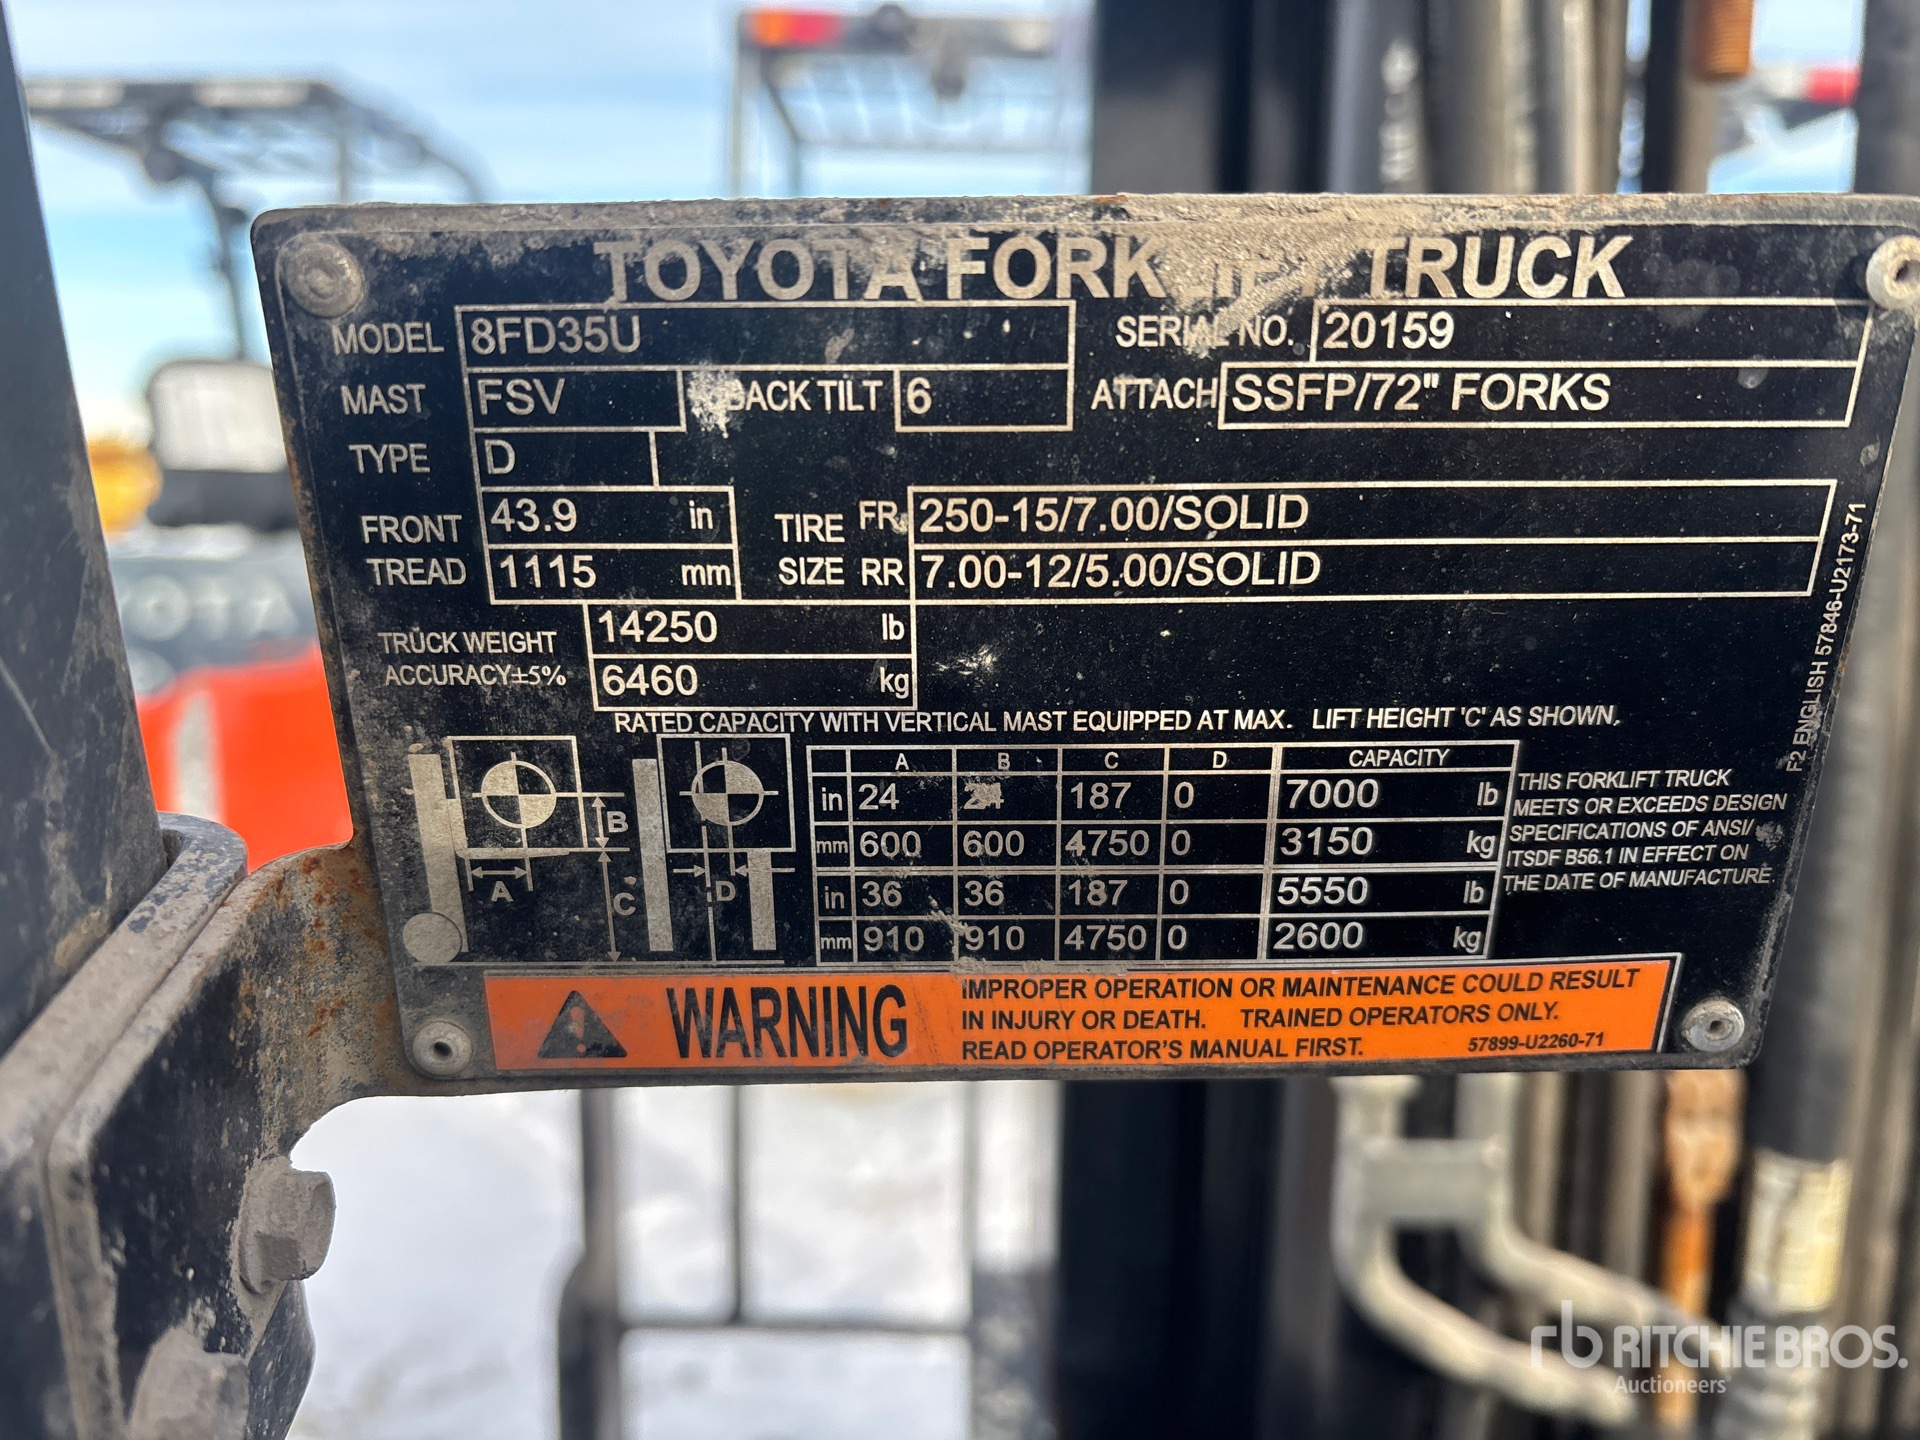 TOYOTA FORKLIFT TRUCK
MODEL 8FD35U SERIAL NO. 20159
MAST FSV BACK TILT 6 ATTACH SSFP/72" FORKS
TYPE D
FRONT TREAD 43.9 in TIRE SIZE FR 250-15/7.00/SOLID
1115 mm RR 7.00-12/5.00/SOLID
TRUCK WEIGHT 14250 lb
ACCURACY±5% 6460 kg
RATED CAPACITY WITH VERTICAL MAST EQUIPPED AT MAX. LIFT HEIGHT 'C' AS SHOWN.
A B C D CAPACITY
in 24 24 187 0 7000 lb
mm 600 600 4750 0 3150 kg
in 36 36 187 0 5550 lb
mm 910 910 4750 0 2600 kg
B
A
C
D
THIS FORKLIFT TRUCK
MEETS OR EXCEEDS DESIGN
SPECIFICATIONS OF ANSI/
ITSDF B56.1 IN EFFECT ON
THE DATE OF MANUFACTURE.
F2 ENGLISH 57846-U2173-71
WARNING
IMPROPER OPERATION OR MAINTENANCE COULD RESULT
IN INJURY OR DEATH. TRAINED OPERATORS ONLY.
READ OPERATOR'S MANUAL FIRST. 57899-U2260-71
rb RITCHIE BROS.
Auctioneers